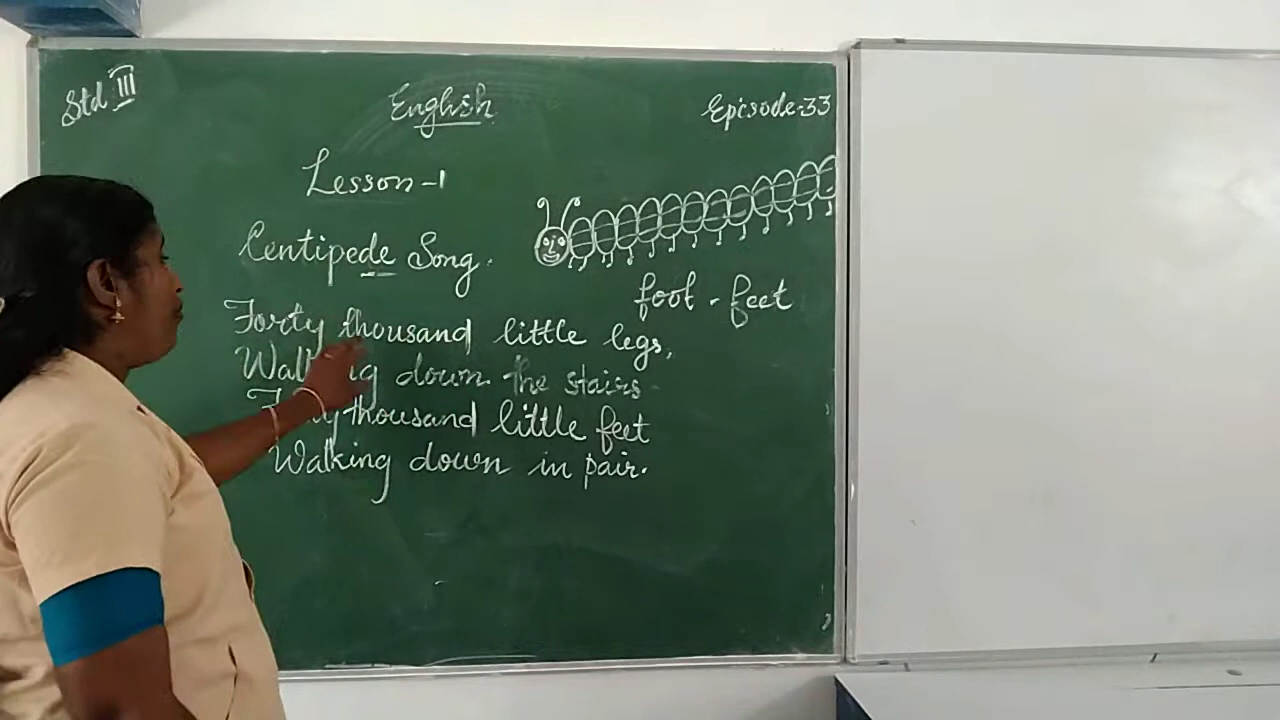 Std III
English
Episode-33
Lesson-1
Centipede Song.
foot - feet
Forty thousand little legs,
down the stairs
thousand little feet
Walking down in pair.